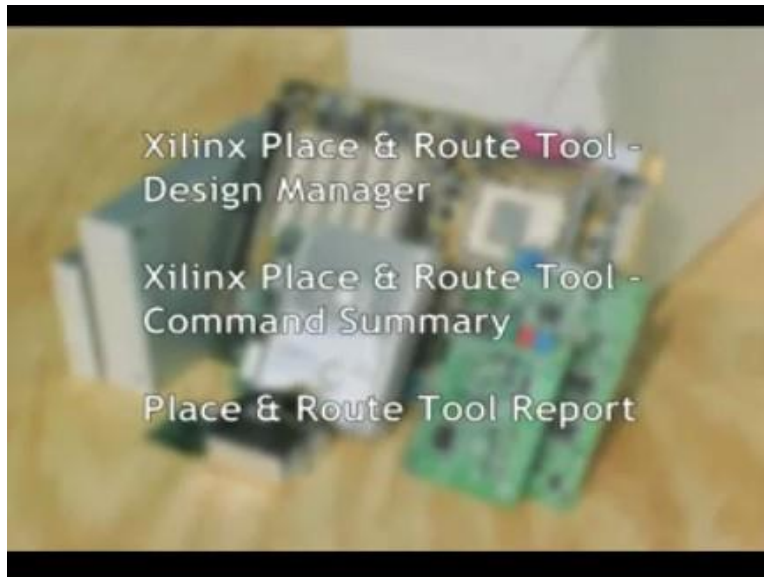 Xilinx Place & Route Tool -
Design Manager
Xilinx Place & Route Tool -
Command Summary
Place & Route Tool Report